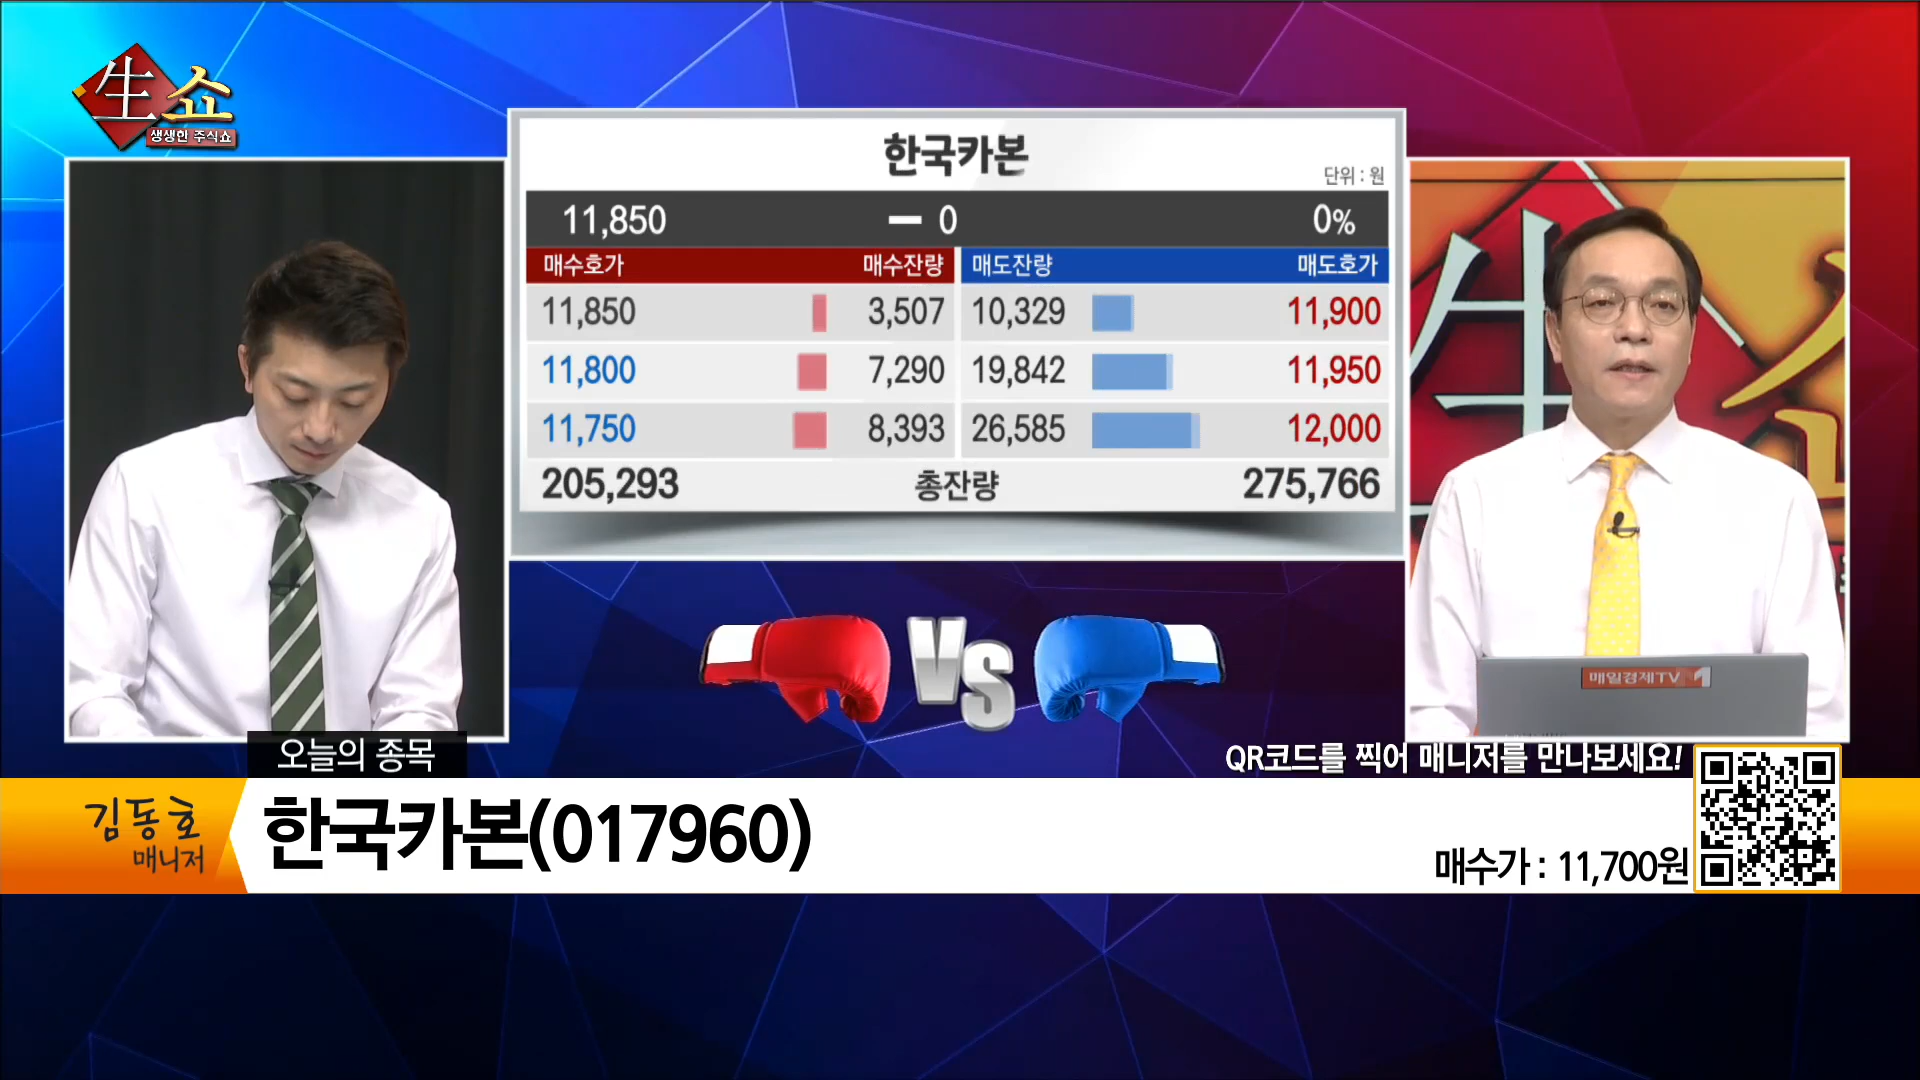 生쇼
생생한 주식쇼
한국카본
단위 : 원
11,850 0 0%
매수호가 매수잔량 매도잔량 매도호가
11,850 3,507 10,329 11,900
11,800 7,290 19,842 11,950
11,750 8,393 26,585 12,000
205,293 총잔량 275,766
VS
生쇼
매일경제TV 1
오늘의 종목
QR코드를 찍어 매니저를 만나보세요!
김동호
매니저
한국카본(017960)
매수가 : 11,700원